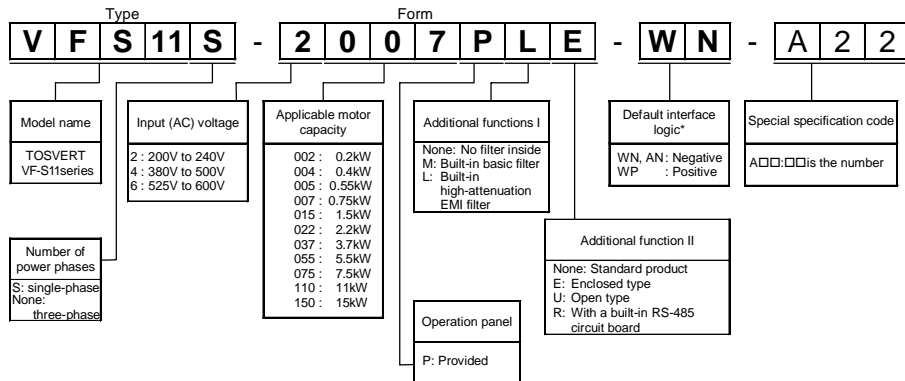 Type
Form
V F S 11 S - 2 0 0 7 P L E - W N - A 2 2
Model name
TOSVERT
VF-S11series
Number of
power phases
S: single-phase
None:
three-phase
Input (AC) voltage
2 : 200V to 240V
4 : 380V to 500V
6 : 525V to 600V
Applicable motor
capacity
002 : 0.2kW
004 : 0.4kW
005 : 0.55kW
007 : 0.75kW
015 : 1.5kW
022 : 2.2kW
037 : 3.7kW
055 : 5.5kW
075 : 7.5kW
110 : 11kW
150 : 15kW
Operation panel
P: Provided
Additional functions I
None: No filter inside
M: Built-in basic filter
L: Built-in
high-attenuation
EMI filter
Additional function II
None: Standard product
E: Enclosed type
U: Open type
R: With a built-in RS-485
circuit board
Default interface
logic*
WN, AN : Negative
WP : Positive
Special specification code
A□□:□□is the number